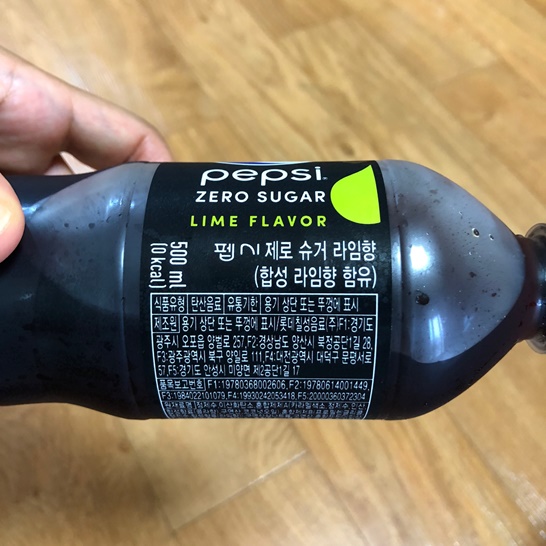 pepsi
ZERO SUGAR
LIME FLAVOR
펩시 제로 슈거 라임향
(합성 라임향 함유)
500 ml
(0 kcal)
식품유형 탄산음료 유통기한 용기 상단 또는 뚜껑에 표시
제조원 용기 상단 또는 뚜껑에 표시/롯데칠성음료(주)F1:경기도
광주시 오포읍 양벌로 257,F2:경상남도 양산시 북정공단1길 28,
F3:광주광역시 북구 양일로 111,F4:대전광역시 대덕구 문평서로
57,F5:경기도 안성시 미양면 제2공단1길 17
품목보고번호 F1:19780368002606,F2:19780614001449,
F3:1984022101079,F4:19930242053418,F5:20000360372304